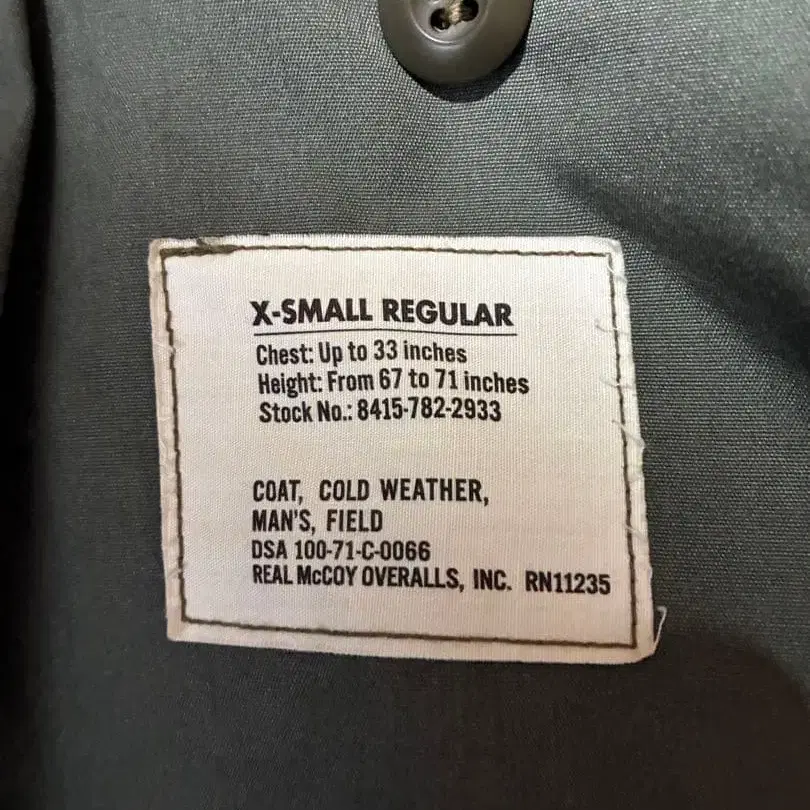 X-SMALL REGULAR
Chest: Up to 33 inches
Height: From 67 to 71 inches
Stock No.: 8415-782-2933
COAT, COLD WEATHER,
MAN'S, FIELD
DSA 100-71-C-0066
REAL McCOY OVERALLS, INC. RN11235